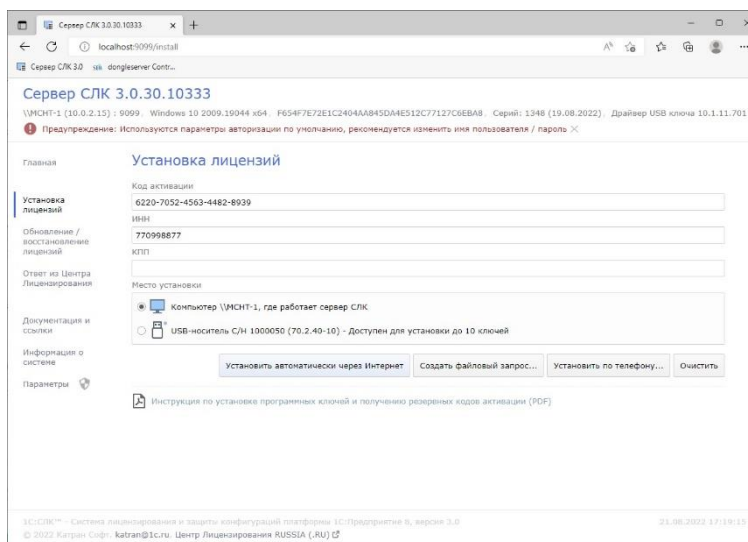 Сервер СЛК 3.0.30.10333
localhost:9099/install
Сервер СЛК 3.0
dongleserver Contr...
Сервер СЛК 3.0.30.10333
\\МСНТ-1 (10.0.2.15) : 9099, Windows 10 2009.19044 x64, F654F7E72E1C2404AA845DA4E512C77127C6EBA8, Серий: 1348 (19.08.2022), Драйвер USB ключа 10.1.11.701
Предупреждение: Используются параметры авторизации по умолчанию, рекомендуется изменить имя пользователя / пароль
Главная
Установка лицензий
Обновление / восстановление лицензий
Ответ из Центра Лицензирования
Документация и ссылки
Информация о системе
Параметры
Установка лицензий
Код активации
6220-7052-4563-4482-8939
ИНН
770998877
КПП
Место установки
Компьютер \\МСНТ-1, где работает сервер СЛК
USB-носитель С/Н 1000050 (70.2.40-10) - Доступен для установки до 10 ключей
Установить автоматически через Интернет
Создать файловый запрос...
Установить по телефону...
Очистить
Инструкция по установке программных ключей и получению резервных кодов активации (PDF)
1С:СЛК™ - Система лицензирования и защиты конфигураций платформы 1С:Предприятие 8, версия 3.0
21.08.2022 17:19:15
© 2022 Катран Софт. katran@1c.ru. Центр Лицензирования RUSSIA (.RU)